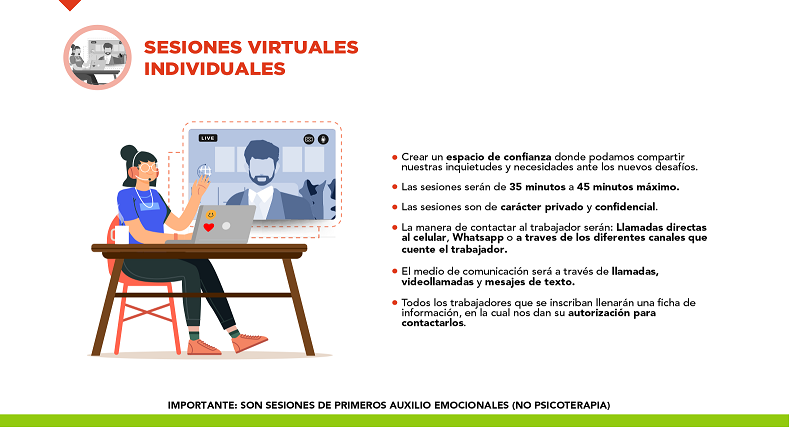 SESIONES VIRTUALES
INDIVIDUALES
LIVE
Crear un espacio de confianza donde podamos compartir
nuestras inquietudes y necesidades ante los nuevos desafíos.
Las sesiones serán de 35 minutos a 45 minutos máximo.
Las sesiones son de carácter privado y confidencial.
La manera de contactar al trabajador serán: Llamadas directas
al celular, Whatsapp o a traves de los diferentes canales que
cuente el trabajador.
El medio de comunicación será a través de llamadas,
videollamadas y mesajes de texto.
Todos los trabajadores que se inscriban llenarán una ficha de
información, en la cual nos dan su autorización para
contactarlos.
IMPORTANTE: SON SESIONES DE PRIMEROS AUXILIO EMOCIONALES (NO PSICOTERAPIA)